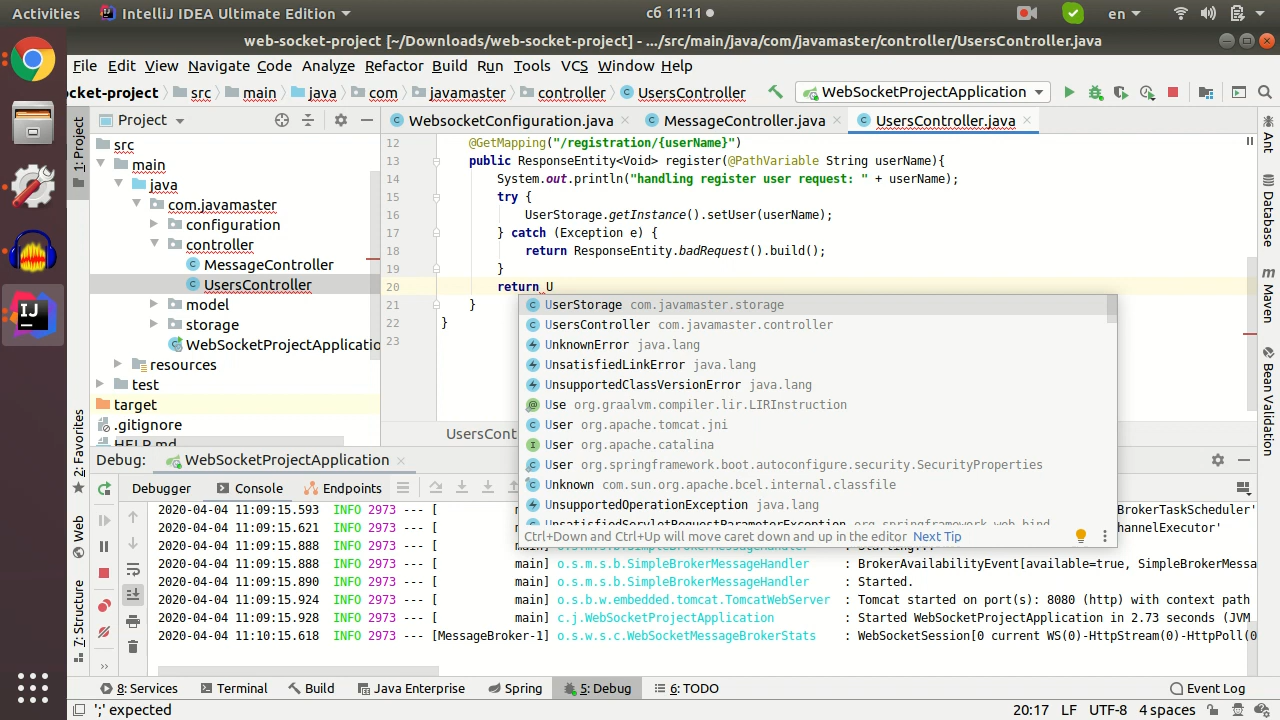 Activities IntelliJ IDEA Ultimate Edition сб 11:11 en
web-socket-project [~/Downloads/web-socket-project] - .../src/main/java/com/javamaster/controller/UsersController.java
File Edit View Navigate Code Analyze Refactor Build Run Tools VCS Window Help
ocket-project src main java com javamaster controller UsersController WebSocketProjectApplication
1: Project
Project
WebsocketConfiguration.java MessageController.java UsersController.java
src
main
java
com.javamaster
configuration
controller
MessageController
UsersController
model
storage
WebSocketProjectApplicatio
resources
test
target
.gitignore
HELP.md
12 @GetMapping("/registration/{userName}")
13 public ResponseEntity<Void> register(@PathVariable String userName){
14 System.out.println("handling register user request: " + userName);
15 try {
16 UserStorage.getInstance().setUser(userName);
17 } catch (Exception e) {
18 return ResponseEntity.badRequest().build();
19 }
20 return U
21 }
22 }
23
UserStorage com.javamaster.storage
UsersController com.javamaster.controller
UnknownError java.lang
UnsatisfiedLinkError java.lang
UnsupportedClassVersionError java.lang
Use org.graalvm.compiler.lir.LIRInstruction
User org.apache.tomcat.jni
User org.apache.catalina
User org.springframework.boot.autoconfigure.security.SecurityProperties
Unknown com.sun.org.apache.bcel.internal.classfile
UnsupportedOperationException java.lang
UnsatisfiedServletRequestParameterException org.springframework.web.bind
Ctrl+Down and Ctrl+Up will move caret down and up in the editor Next Tip
UsersCont
Ant
Database
Maven
Bean Validation
2: Favorites
Web
7: Structure
Debug: WebSocketProjectApplication
Debugger Console Endpoints
2020-04-04 11:09:15.593 INFO 2973 --- [ BrokerTaskScheduler'
2020-04-04 11:09:15.621 INFO 2973 --- [ hannelExecutor'
2020-04-04 11:09:15.888 INFO 2973 --- [ main] o.s.m.s.b.SimpleBrokerMessageHandler : Starting...
2020-04-04 11:09:15.888 INFO 2973 --- [ main] o.s.m.s.b.SimpleBrokerMessageHandler : BrokerAvailabilityEvent[available=true, SimpleBrokerMessa
2020-04-04 11:09:15.890 INFO 2973 --- [ main] o.s.m.s.b.SimpleBrokerMessageHandler : Started.
2020-04-04 11:09:15.924 INFO 2973 --- [ main] o.s.b.w.embedded.tomcat.TomcatWebServer : Tomcat started on port(s): 8080 (http) with context path
2020-04-04 11:09:15.928 INFO 2973 --- [ main] c.j.WebSocketProjectApplication : Started WebSocketProjectApplication in 2.73 seconds (JVM
2020-04-04 11:10:15.618 INFO 2973 --- [MessageBroker-1] o.s.w.s.c.WebSocketMessageBrokerStats : WebSocketSession[0 current WS(0)-HttpStream(0)-HttpPoll(0
8: Services Terminal Build Java Enterprise Spring 5: Debug 6: TODO Event Log
';' expected 20:17 LF UTF-8 4 spaces